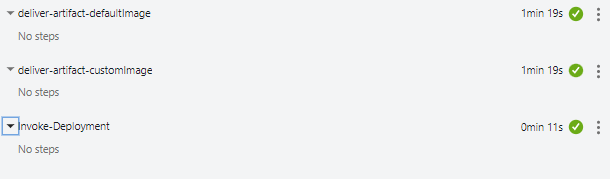 deliver-artifact-defaultImage 1min 19s
No steps
deliver-artifact-customImage 1min 19s
No steps
Invoke-Deployment 0min 11s
No steps